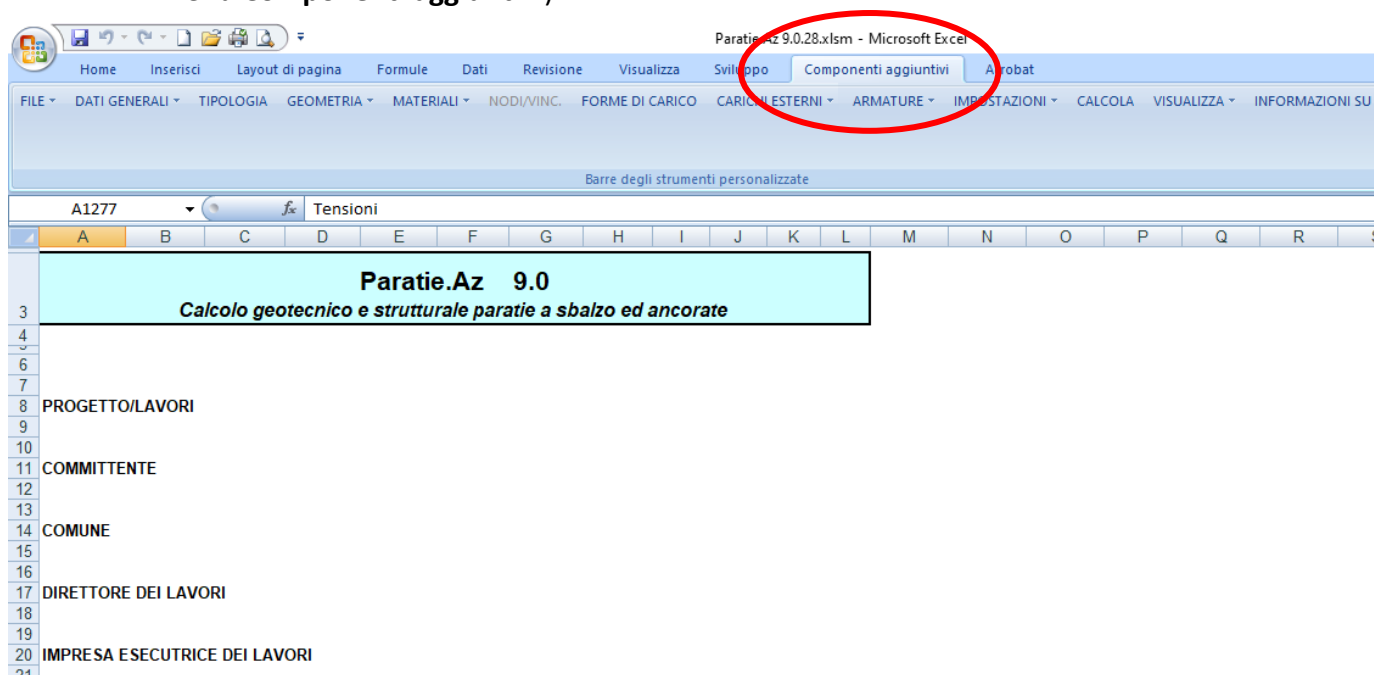 Paratie.Az 9.0.28.xlsm - Microsoft Excel
Home Inserisci Layout di pagina Formule Dati Revisione Visualizza Sviluppo Componenti aggiuntivi Acrobat
FILE DATI GENERALI TIPOLOGIA GEOMETRIA MATERIALI NODI/VINC. FORME DI CARICO CARICHI ESTERNI ARMATURE IMPOSTAZIONI CALCOLA VISUALIZZA INFORMAZIONI SU
Barre degli strumenti personalizzate
A1277 fx Tensioni
A B C D E F G H I J K L M N O P Q R
Paratie.Az 9.0
3 Calcolo geotecnico e strutturale paratie a sbalzo ed ancorate
4
6
7
8 PROGETTO/LAVORI
9
10
11 COMMITTENTE
12
13
14 COMUNE
15
16
17 DIRETTORE DEI LAVORI
18
19
20 IMPRESA ESECUTRICE DEI LAVORI
21